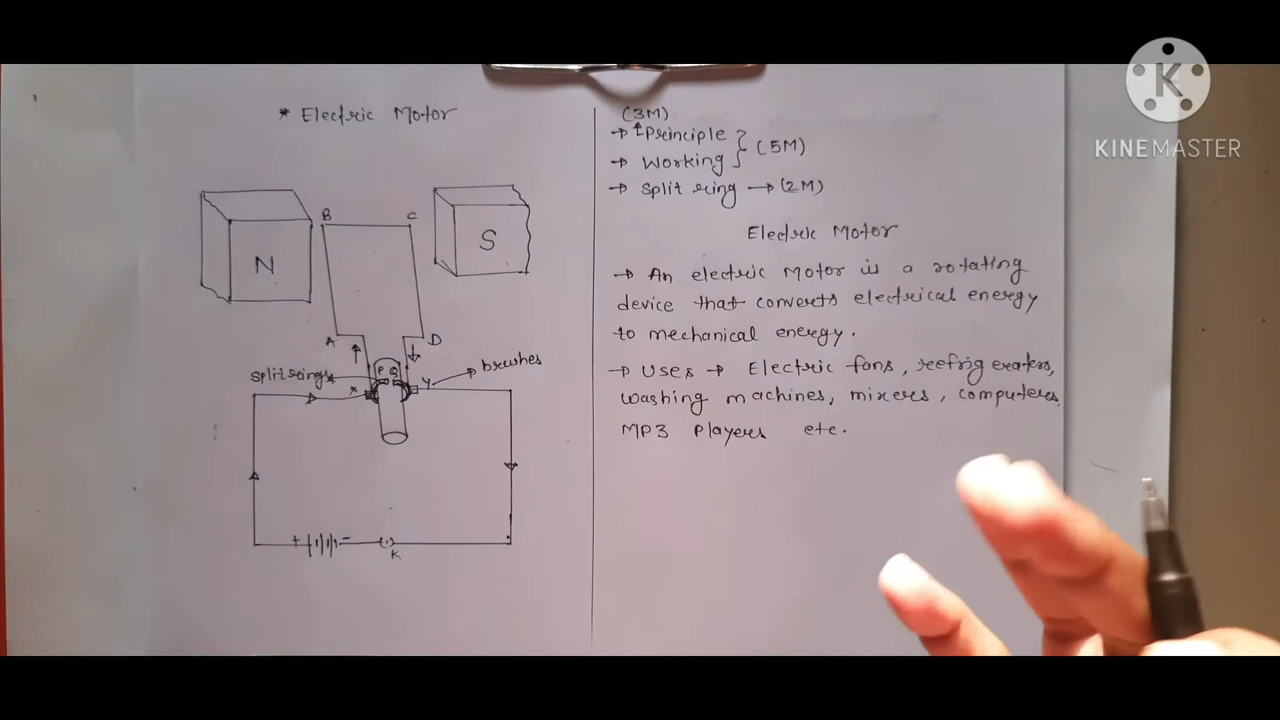 * Electric Motor
N
B
C
S
A
D
split rings
P Q
X
Y
brushes
+
-
K
(3M)
→ Principle } (5M)
→ Working
→ Split ring → (2M)
Electric Motor
→ An electric Motor is a rotating
device that converts electrical energy
to mechanical energy.
→ Uses → Electric fans, refrigerators,
washing machines, mixers, computers,
MP3 Players etc.
K
KINEMASTER